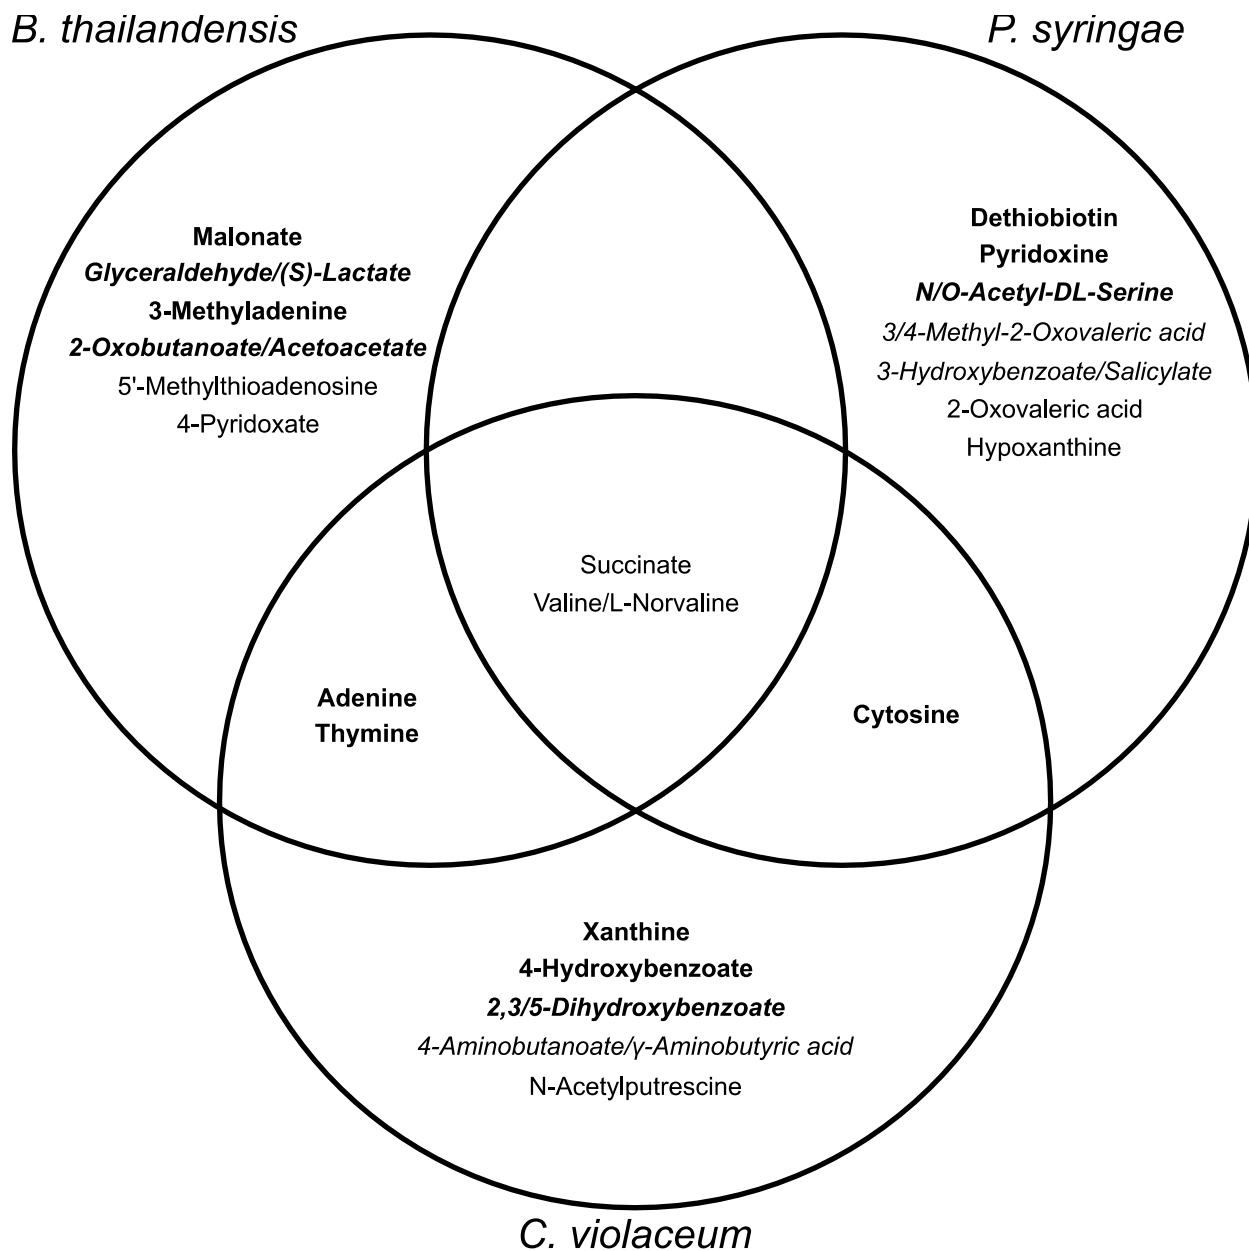 B. thailandensis
P. syringae
Malonate
Glyceraldehyde/(S)-Lactate
3-Methyladenine
2-Oxobutanoate/Acetoacetate
5'-Methylthioadenosine
4-Pyridoxate
Dethiobiotin
Pyridoxine
N/O-Acetyl-DL-Serine
3/4-Methyl-2-Oxovaleric acid
3-Hydroxybenzoate/Salicylate
2-Oxovaleric acid
Hypoxanthine
Succinate
Valine/L-Norvaline
Adenine
Thymine
Cytosine
Xanthine
4-Hydroxybenzoate
2,3/5-Dihydroxybenzoate
4-Aminobutanoate/γ-Aminobutyric acid
N-Acetylputrescine
C. violaceum